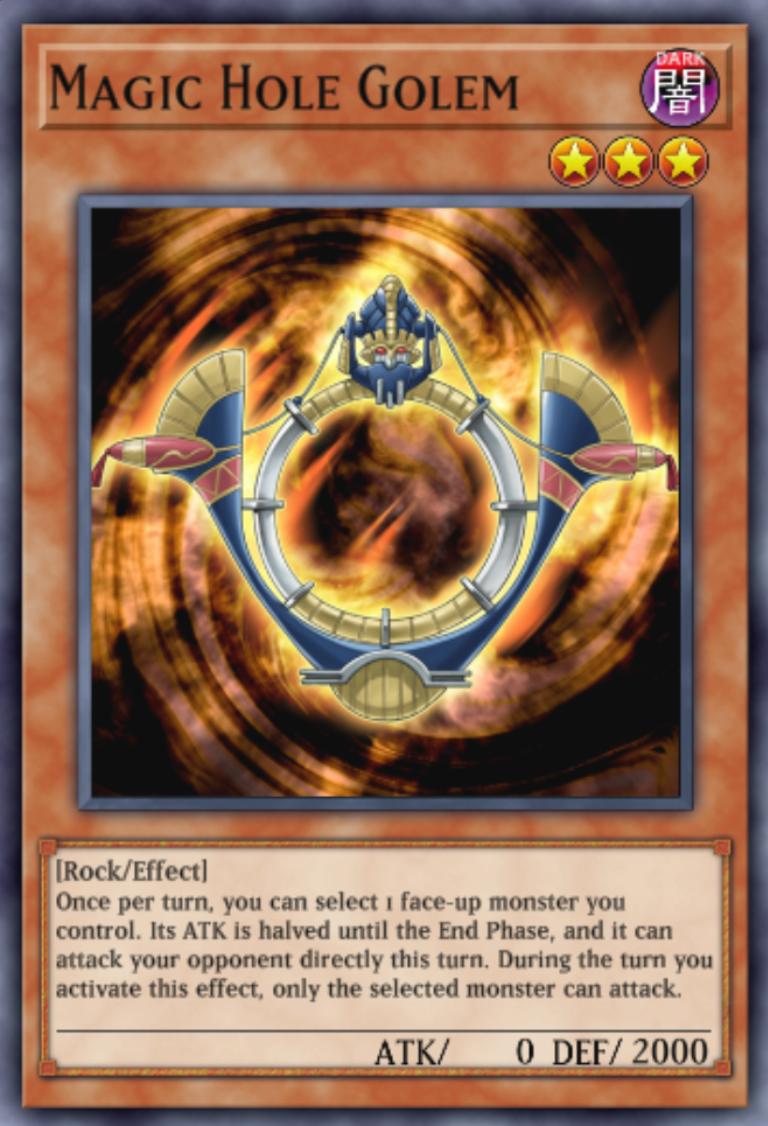 MAGIC HOLE GOLEM
DARK
闇
[Rock/Effect]
Once per turn, you can select 1 face-up monster you
control. Its ATK is halved until the End Phase, and it can
attack your opponent directly this turn. During the turn you
activate this effect, only the selected monster can attack.
ATK/ 0 DEF/ 2000